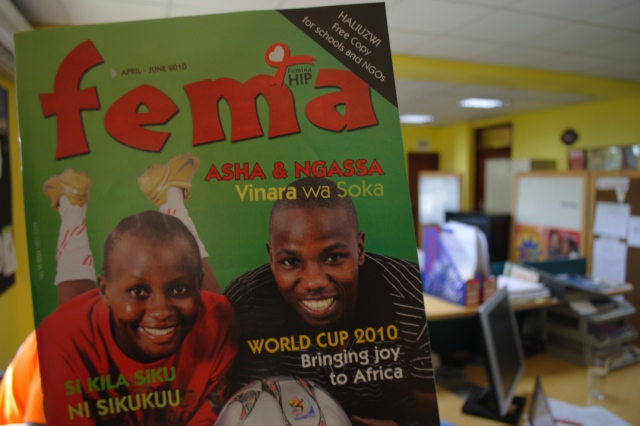 HALIUZWI
Free Copy
for schools and NGOs
APRIL - JUNE 2010
fema
Femina
HIP
ASHA & NGASSA
Vinara wa Soka
WORLD CUP 2010
Bringing joy
to Africa
SI KILA SIKU
NI SIKUKUU